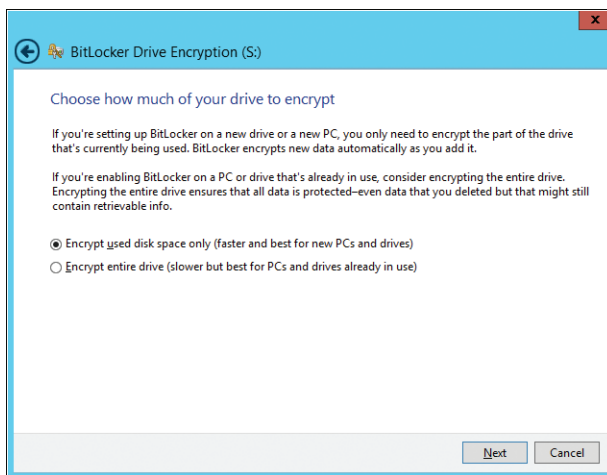 x
BitLocker Drive Encryption (S:)
Choose how much of your drive to encrypt
If you're setting up BitLocker on a new drive or a new PC, you only need to encrypt the part of the drive
that's currently being used. BitLocker encrypts new data automatically as you add it.
If you're enabling BitLocker on a PC or drive that's already in use, consider encrypting the entire drive.
Encrypting the entire drive ensures that all data is protected–even data that you deleted but that might still
contain retrievable info.
Encrypt used disk space only (faster and best for new PCs and drives)
Encrypt entire drive (slower but best for PCs and drives already in use)
Next Cancel